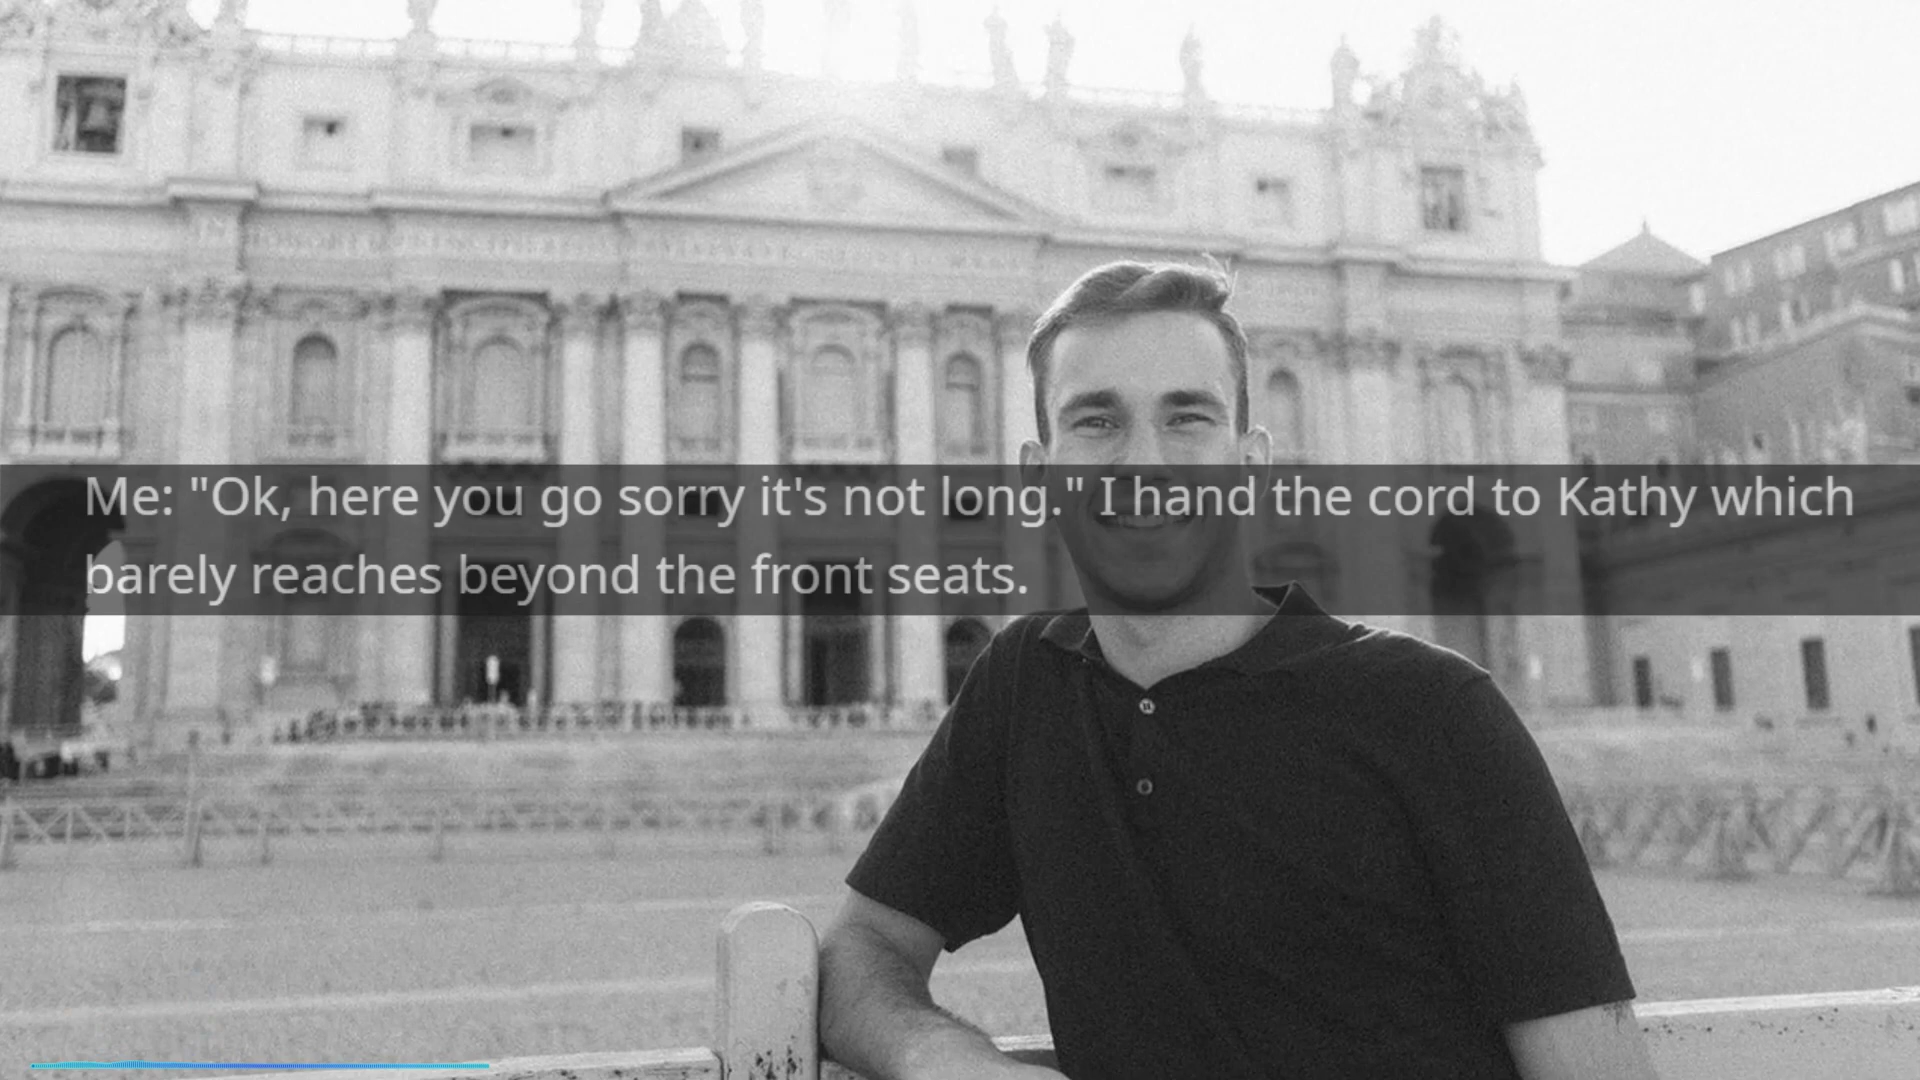 Me: "Ok, here you go sorry it's not long." I hand the cord to Kathy which
barely reaches beyond the front seats.